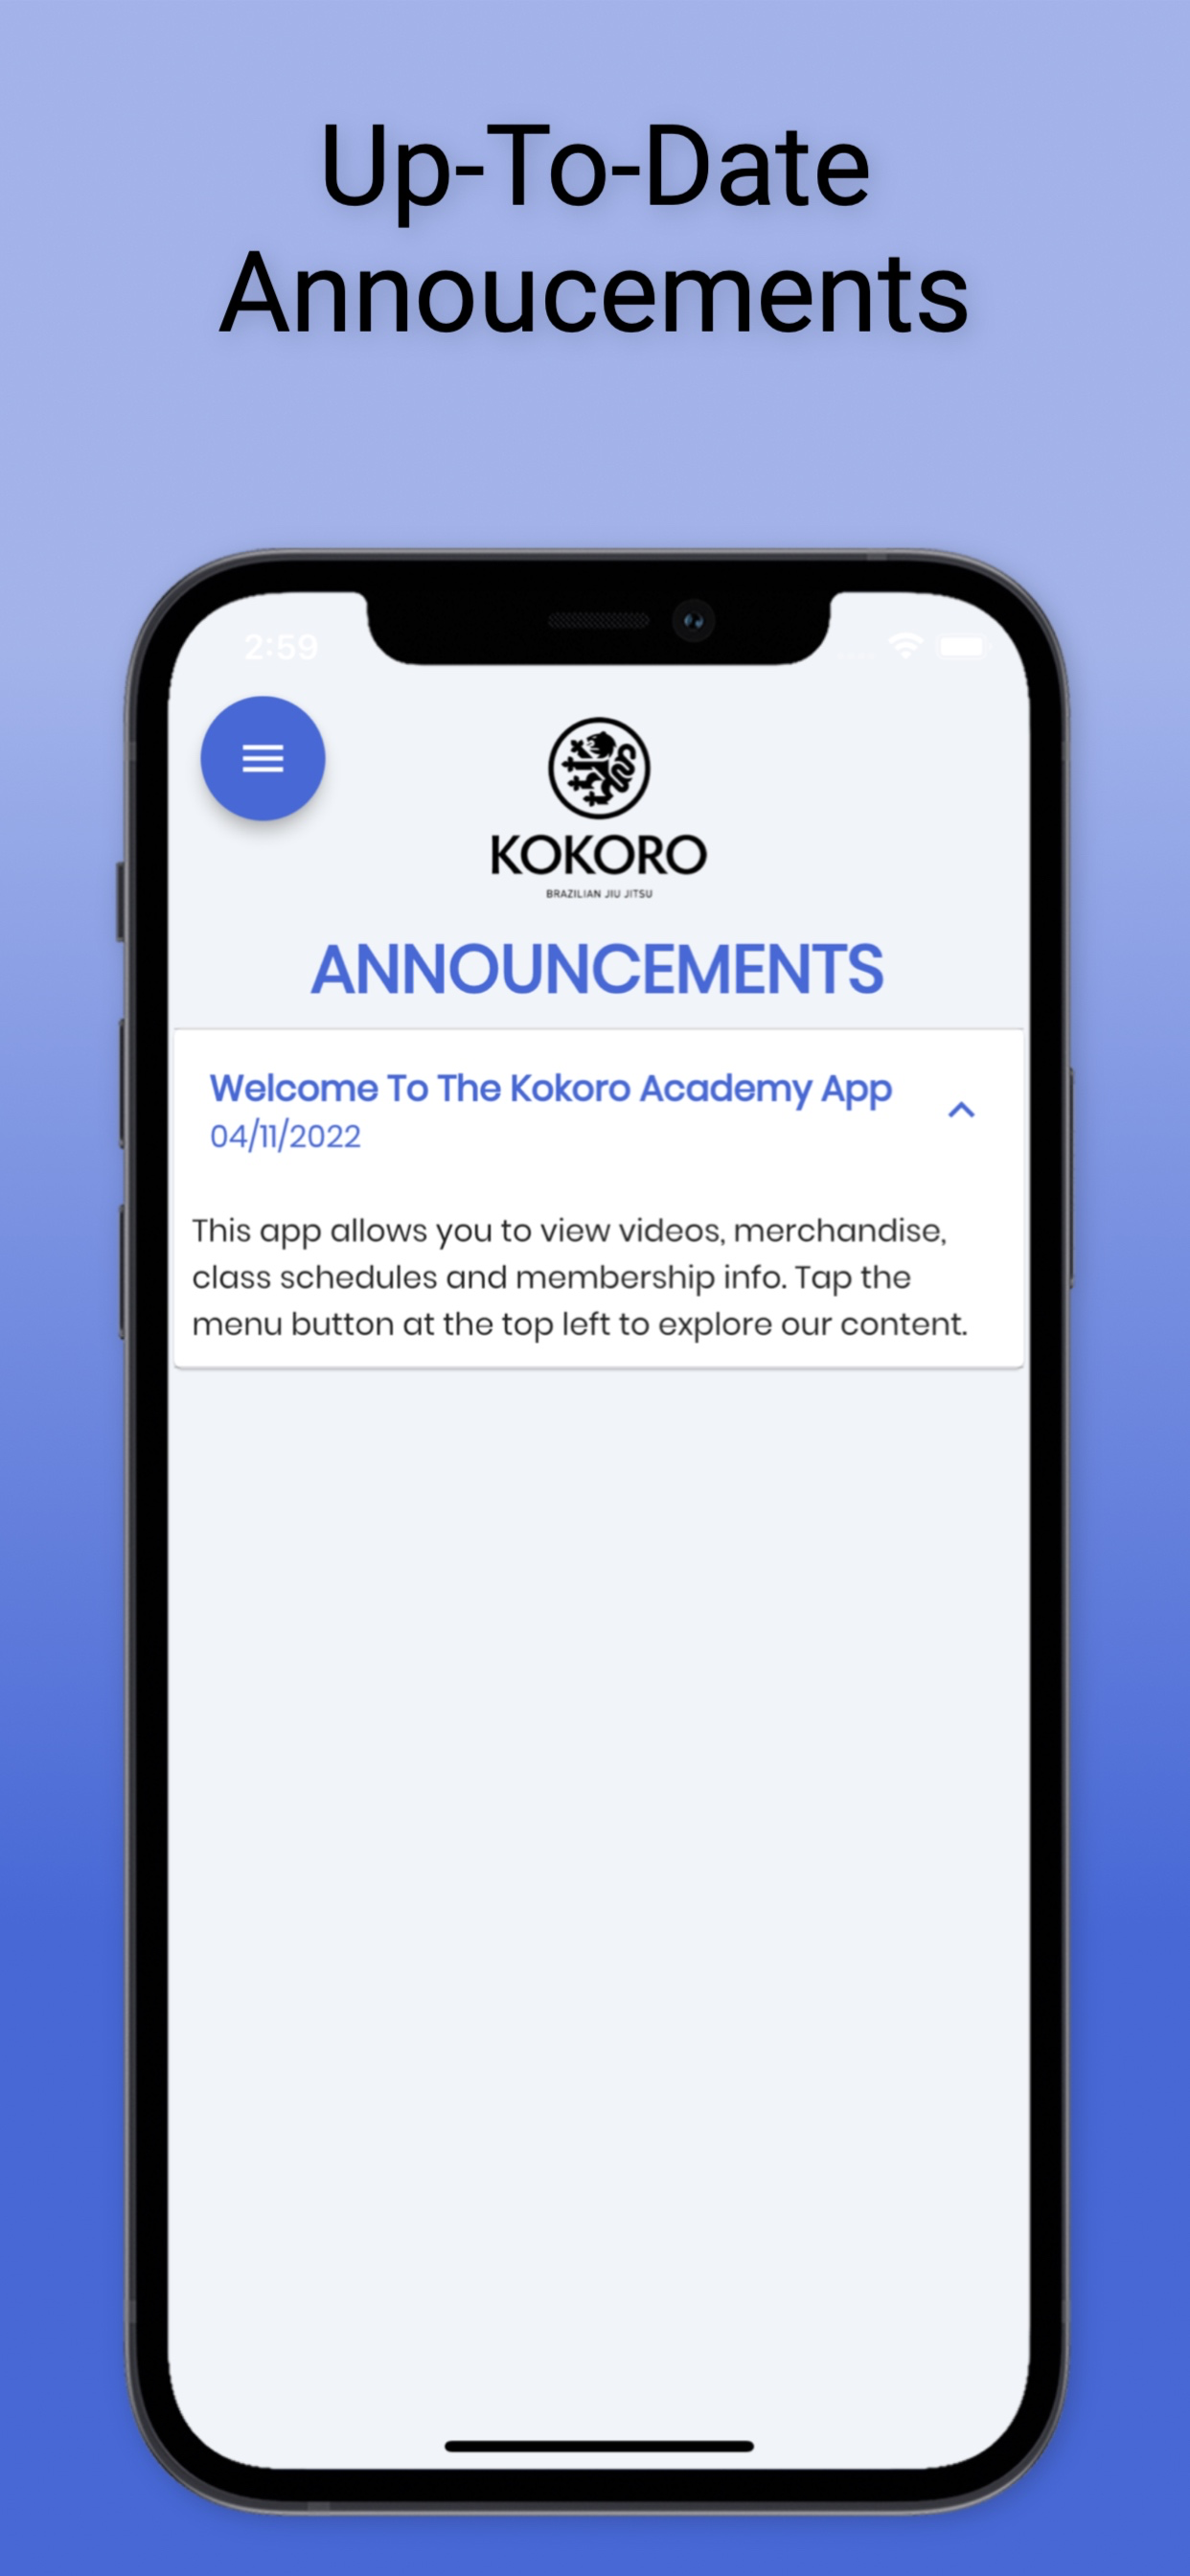 Up-To-Date
Annoucements
2:59
KOKORO
BRAZILIAN JIU JITSU
ANNOUNCEMENTS
Welcome To The Kokoro Academy App
04/11/2022
This app allows you to view videos, merchandise,
class schedules and membership info. Tap the
menu button at the top left to explore our content.